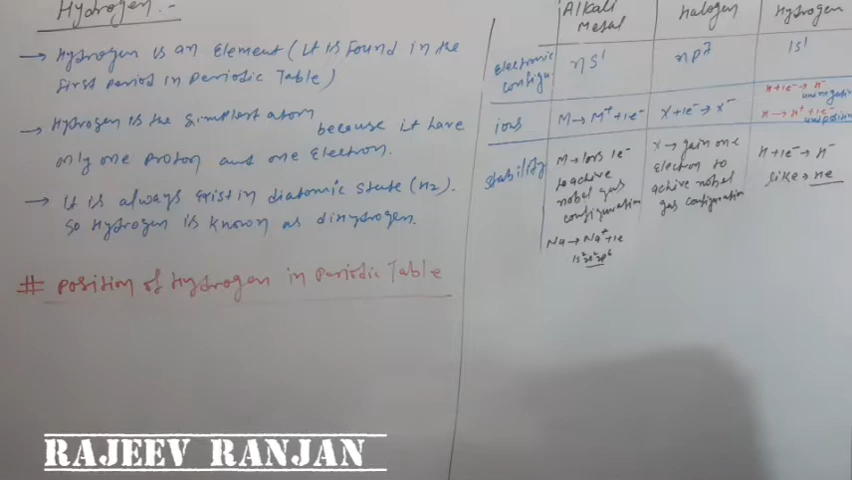 Hydrogen :-
→ Hydrogen is an Element (It is found in the
first period in periodic Table)
→ Hydrogen is the simplest atom because it have
only one proton and one Electron.
→ It is always exist in diatomic state (H2).
so Hydrogen is known as dihydrogen.
# position of Hydrogen in periodic Table
Alkali Metal
Halogen
Hydrogen
Electronic configu
ns¹
np⁷
1s¹
ions
M → M⁺ + 1e⁻
X + 1e⁻ → X⁻
H + 1e⁻ → H⁻
uninegative
H → H⁺ + 1e⁻
unipositive
Stability
M → loss 1e⁻
to achive
nobel gas
configuration
Na → Na⁺ + 1e
1s²2s²2p⁶
X → gain one
Electron to
achive nobel
gas configuration
H + 1e⁻ → H⁻
like → He
RAJEEV RANJAN